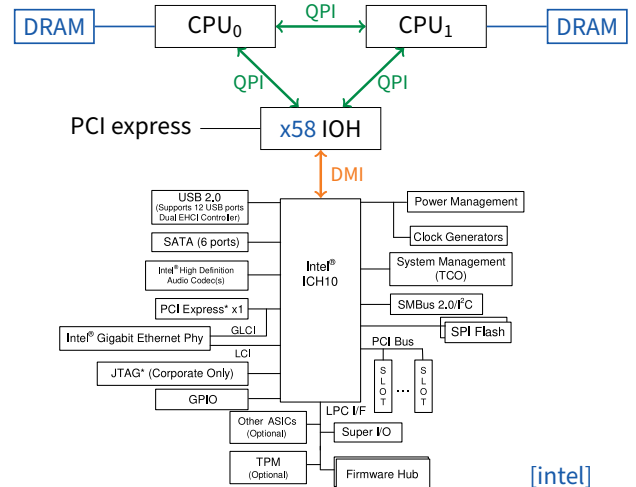 DRAM
CPU0
QPI
CPU1
DRAM
QPI
QPI
PCI express
x58 IOH
DMI
USB 2.0
(Supports 12 USB ports
Dual EHCI Controller)
Power Management
Clock Generators
SATA (6 ports)
Intel®
ICH10
System Management
(TCO)
Intel® High Definition
Audio Codec(s)
PCI Express* x1
SMBus 2.0/I²C
GLCI
SPI Flash
Intel® Gigabit Ethernet Phy
LCI
PCI Bus
JTAG* (Corporate Only)
SLOT
...
SLOT
GPIO
LPC I/F
Other ASICs
(Optional)
Super I/O
TPM
(Optional)
Firmware Hub
[intel]